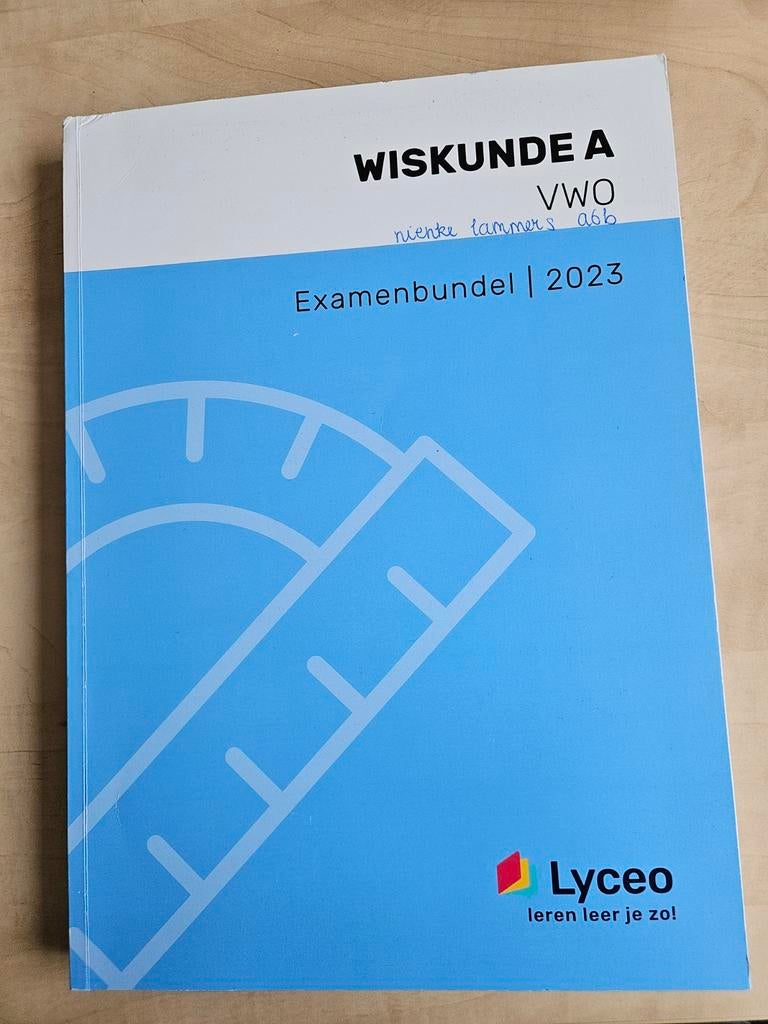 WISKUNDE A
VWO
nienke lammers a6b
Examenbundel | 2023
Lyceo
leren leer je zo!